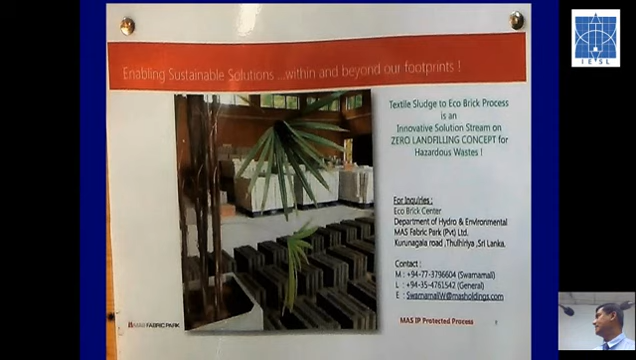 Enabling Sustainable Solutions ...within and beyond our footprints !
IESL
Textile Sludge to Eco Brick Process
is an
Innovative Solution Stream on
ZERO LANDFILLING CONCEPT for
Hazardous Wastes !
For Inquiries :
Eco Brick Center
Department of Hydro & Environmental
MAS Fabric Park (Pvt) Ltd.
Kurunagala road ,Thulhiriya ,Sri Lanka.
Contact :
M : +94-77-3796604 (Swarnamali)
L : +94-35-4761542 (General)
E : SwarnamaliW@masholdings.com
MAS FABRIC PARK
MAS IP Protected Process